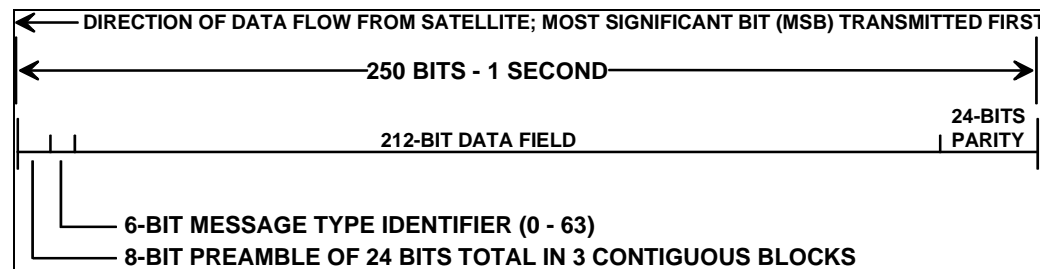 DIRECTION OF DATA FLOW FROM SATELLITE; MOST SIGNIFICANT BIT (MSB) TRANSMITTED FIRST
250 BITS - 1 SECOND
24-BITS
212-BIT DATA FIELD
PARITY
6-BIT MESSAGE TYPE IDENTIFIER (0 - 63)
8-BIT PREAMBLE OF 24 BITS TOTAL IN 3 CONTIGUOUS BLOCKS